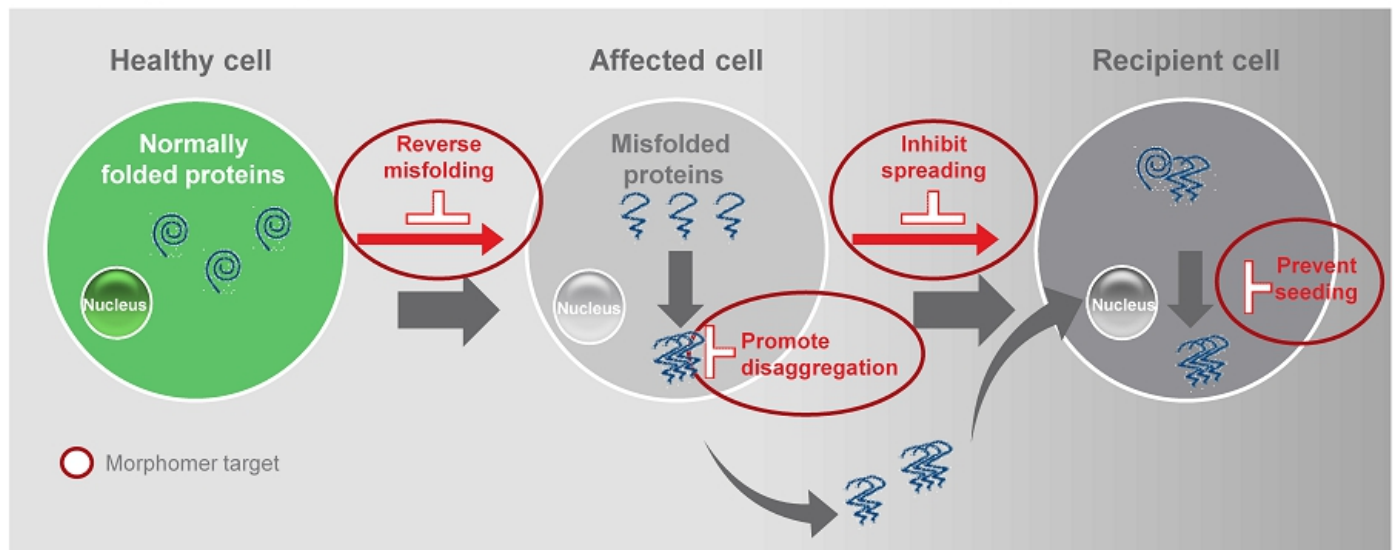 Healthy cell
Affected cell
Recipient cell
Normally
folded proteins
Nucleus
Reverse
misfolding
Misfolded
proteins
Nucleus
Promote
disaggregation
Inhibit
spreading
Nucleus
Prevent
seeding
Morphomer target